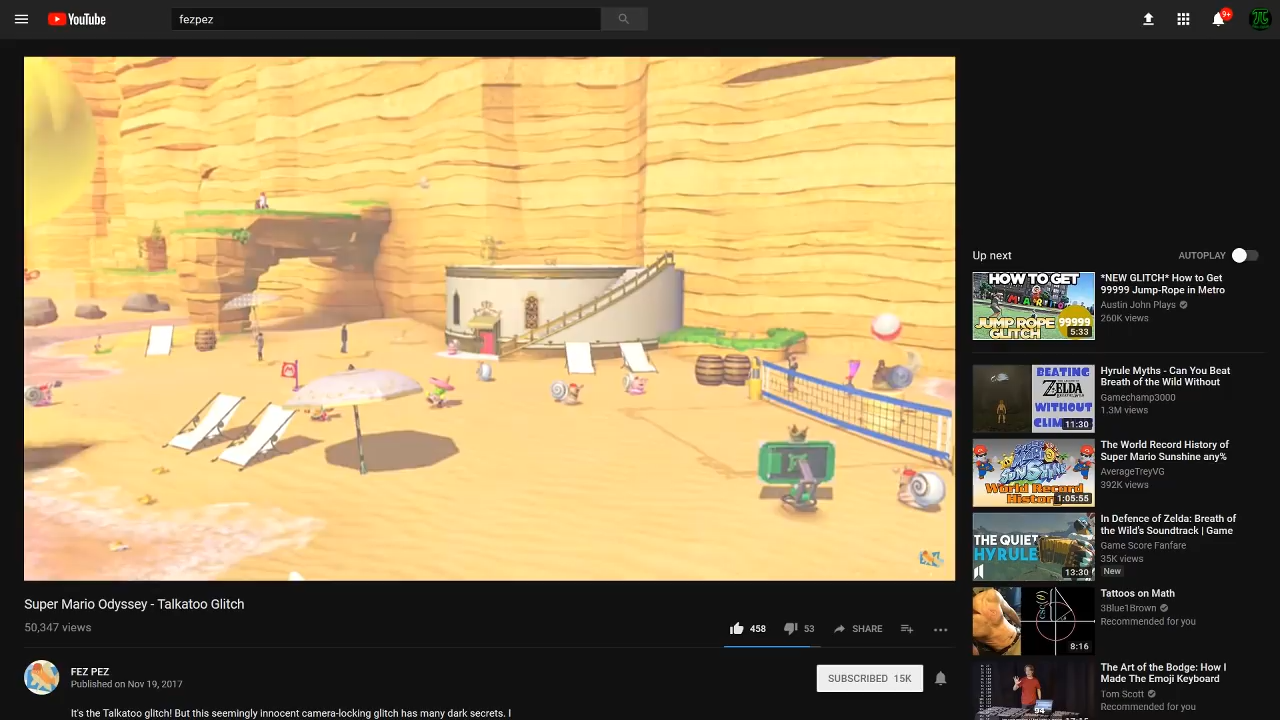 YouTube
fezpez
9+
Super Mario Odyssey - Talkatoo Glitch
50,347 views
458
53
SHARE
FEZ PEZ
Published on Nov 19, 2017
SUBSCRIBED 15K
It's the Talkatoo glitch! But this seemingly innocent camera-locking glitch has many dark secrets. I
Up next
AUTOPLAY
HOW TO GET
JUMP ROPE 99999
5:33
*NEW GLITCH* How to Get
99999 Jump-Rope in Metro
Austin John Plays
260K views
BEATING
ZELDA
WITHOUT
11:30
Hyrule Myths - Can You Beat
Breath of the Wild Without
Gamechamp3000
1.3M views
SUPER MARIO
SUNSHINE
World Record
1:05:55
The World Record History of
Super Mario Sunshine any%
AverageTreyVG
392K views
THE QUIET
HYRULE
13:30
In Defence of Zelda: Breath of
the Wild's Soundtrack | Game
Game Score Fanfare
35K views
New
8:16
Tattoos on Math
3Blue1Brown
Recommended for you
The Art of the Bodge: How I
Made The Emoji Keyboard
Tom Scott
Recommended for you